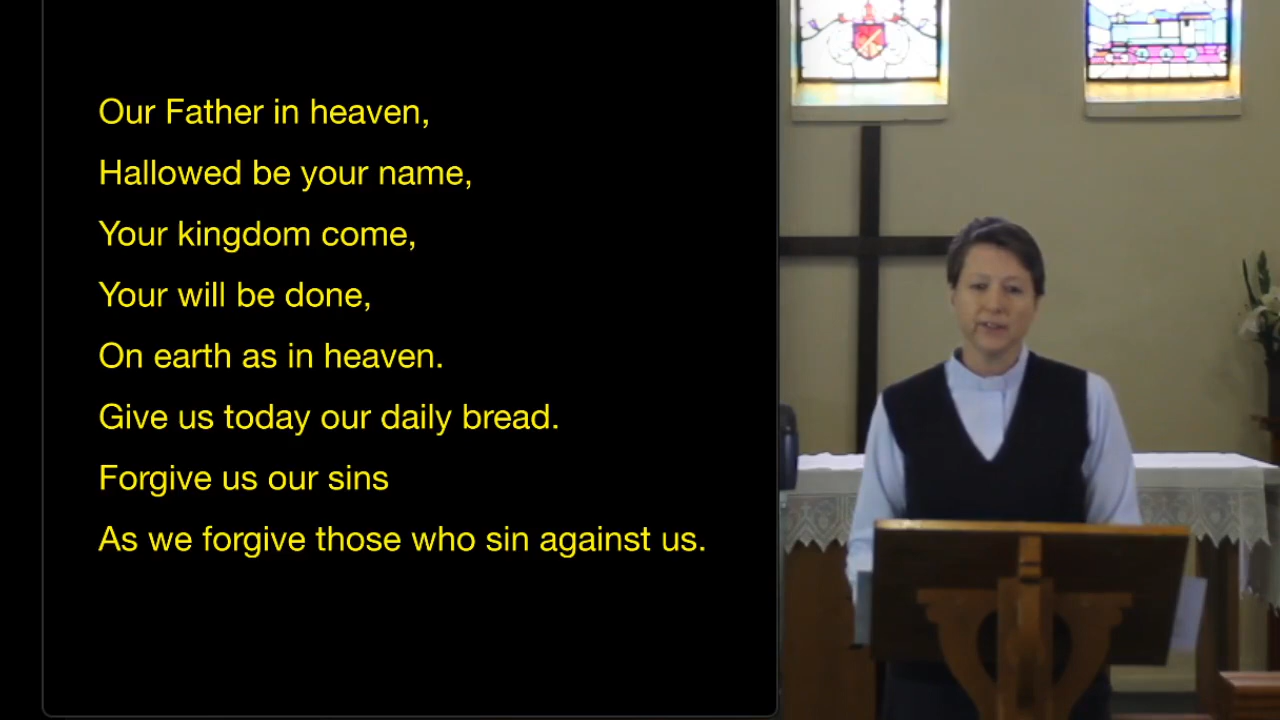 Our Father in heaven,
Hallowed be your name,
Your kingdom come,
Your will be done,
On earth as in heaven.
Give us today our daily bread.
Forgive us our sins
As we forgive those who sin against us.